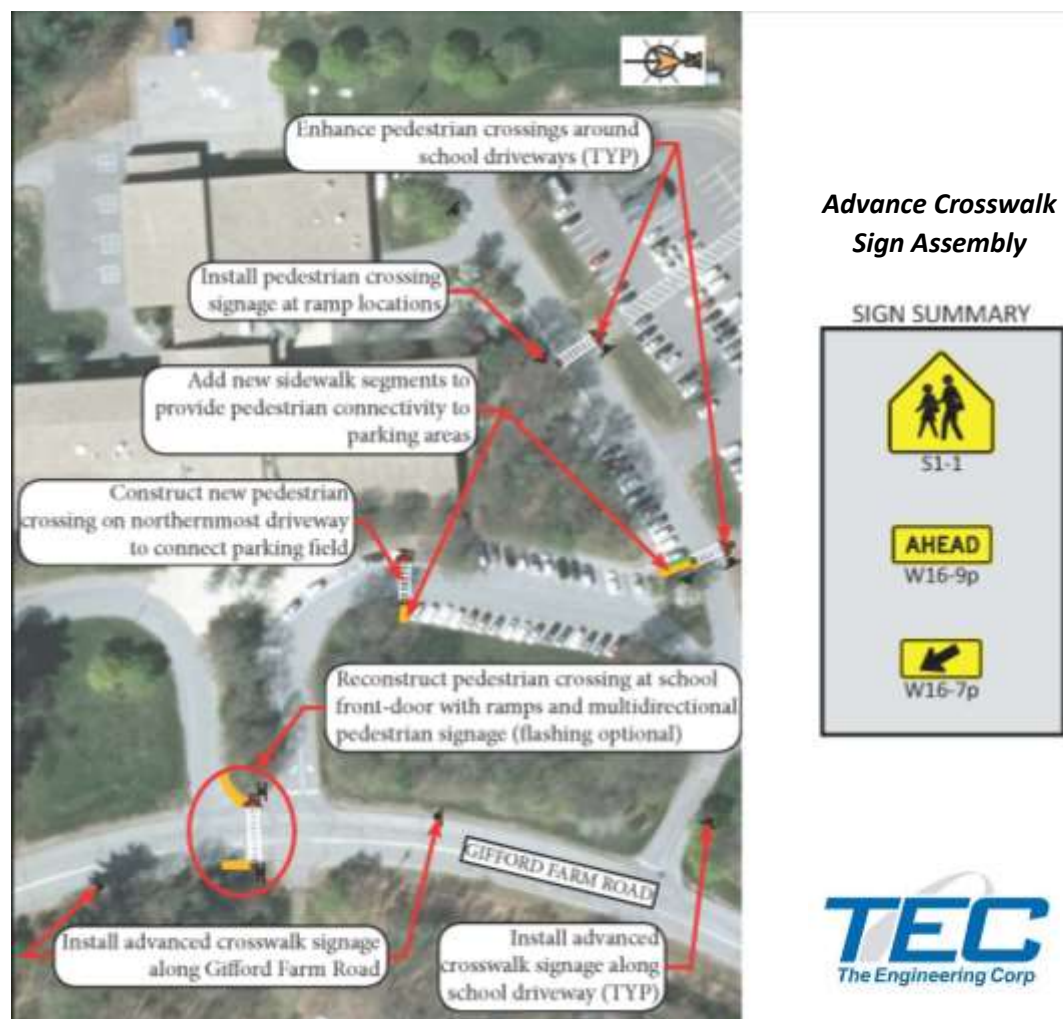 Enhance pedestrian crossings around
school driveways (TYP)
Advance Crosswalk
Sign Assembly
Install pedestrian crossing
signage at ramp locations
SIGN SUMMARY
Add new sidewalk segments to
provide pedestrian connectivity to
parking areas
S1-1
Construct new pedestrian
crossing on northernmost driveway
to connect parking field
AHEAD
W16-9p
W16-7p
Reconstruct pedestrian crossing at school
front-door with ramps and multidirectional
pedestrian signage (flashing optional)
GIFFORD FARM ROAD
Install advanced crosswalk signage
along Gifford Farm Road
Install advanced
crosswalk signage along
school driveway (TYP)
TEC
The Engineering Corp